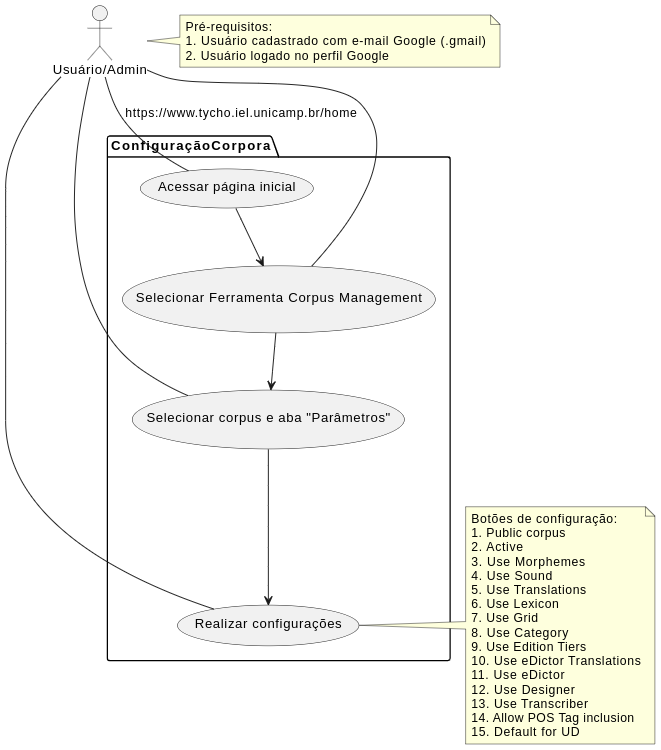 Pré-requisitos:
1. Usuário cadastrado com e-mail Google (.gmail)
2. Usuário logado no perfil Google
Usuário/Admin
https://www.tycho.iel.unicamp.br/home
ConfiguraçãoCorpora
Acessar página inicial
Selecionar Ferramenta Corpus Management
Selecionar corpus e aba "Parâmetros"
Realizar configurações
Botões de configuração:
1. Public corpus
2. Active
3. Use Morphemes
4. Use Sound
5. Use Translations
6. Use Lexicon
7. Use Grid
8. Use Category
9. Use Edition Tiers
10. Use eDictor Translations
11. Use eDictor
12. Use Designer
13. Use Transcriber
14. Allow POS Tag inclusion
15. Default for UD